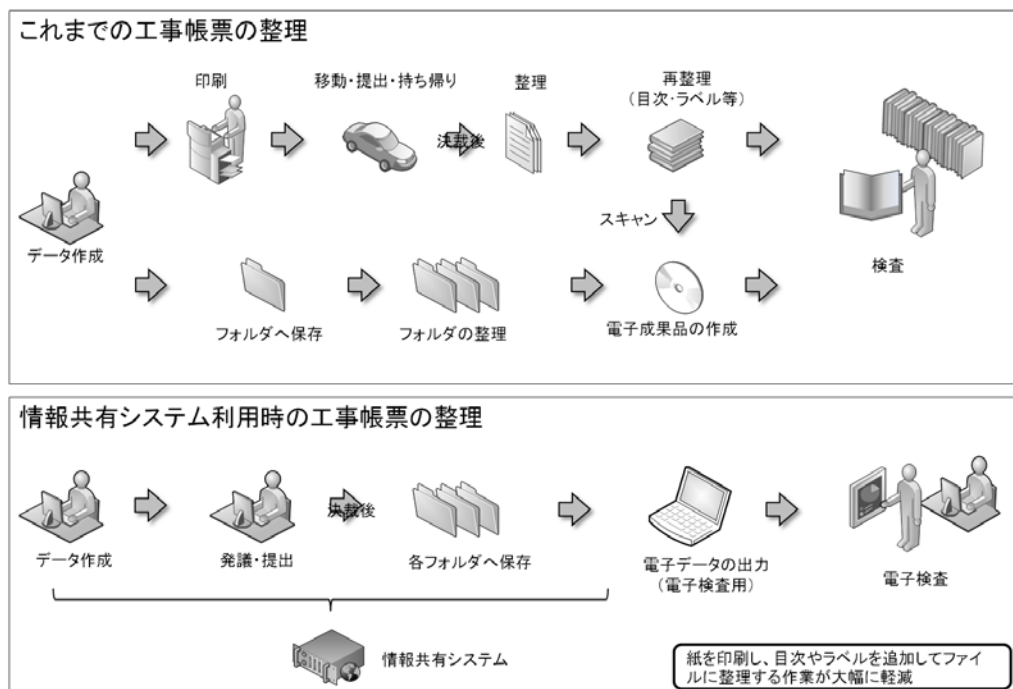 これまでの工事帳票の整理
印刷
移動・提出・持ち帰り
整理
再整理
(目次・ラベル等)
決裁後
データ作成
スキャン
検査
フォルダへ保存
フォルダの整理
電子成果品の作成
情報共有システム利用時の工事帳票の整理
決裁後
データ作成
発議・提出
各フォルダへ保存
電子データの出力
(電子検査用)
電子検査
情報共有システム
紙を印刷し、目次やラベルを追加してファイ
ルに整理する作業が大幅に軽減